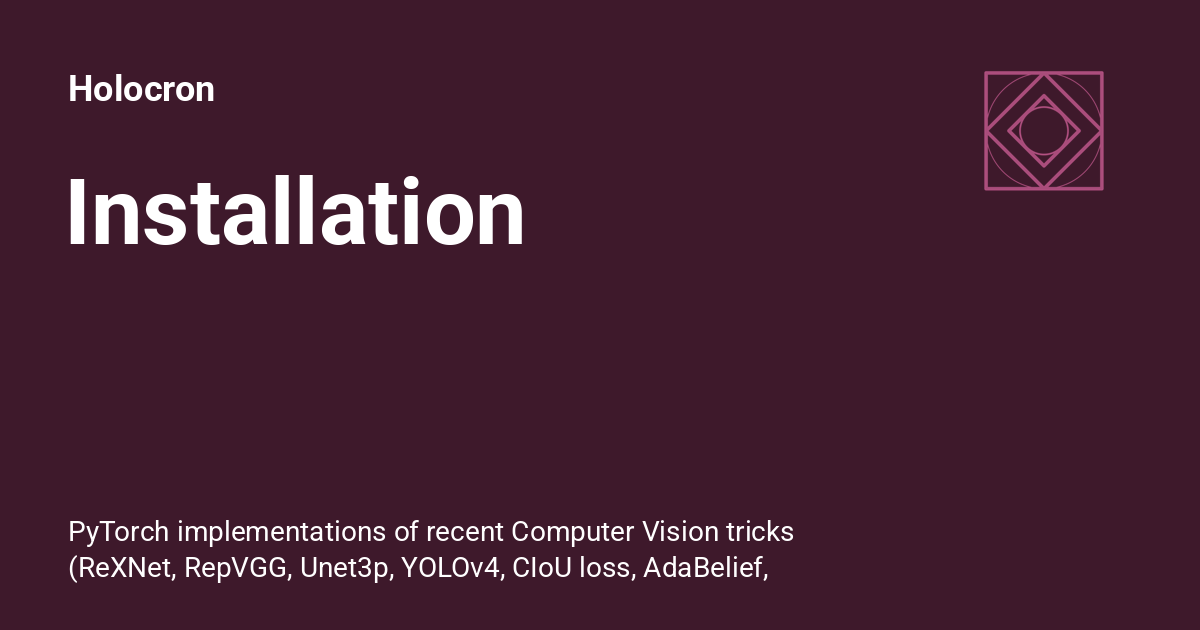 Holocron
Installation
PyTorch implementations of recent Computer Vision tricks
(ReXNet, RepVGG, Unet3p, YOLOv4, CIoU loss, AdaBelief,